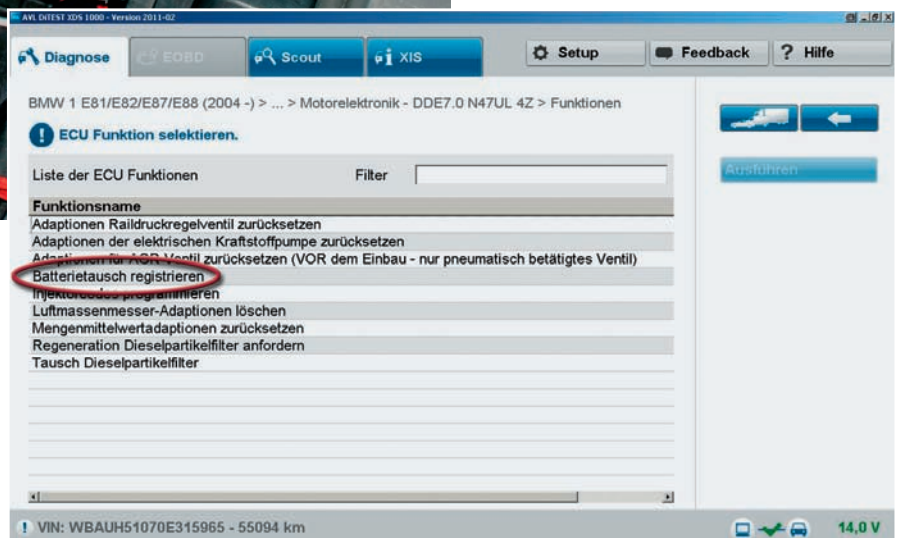 AVL DiTEST XDS 1000 - Version 2011-02
Diagnose EOBD Scout XIS Setup Feedback ? Hilfe
BMW 1 E81/E82/E87/E88 (2004 -) > ... > Motorelektronik - DDE7.0 N47UL 4Z > Funktionen
ECU Funktion selektieren.
Ausführen
Liste der ECU Funktionen Filter
Funktionsname
Adaptionen Raildruckregelventil zurücksetzen
Adaptionen der elektrischen Kraftstoffpumpe zurücksetzen
Adaptionen für AGR-Ventil zurücksetzen (VOR dem Einbau - nur pneumatisch betätigtes Ventil)
Batterietausch registrieren
Injektorcodes programmieren
Luftmassenmesser-Adaptionen löschen
Mengenmittelwertadaptionen zurücksetzen
Regeneration Dieselpartikelfilter anfordern
Tausch Dieselpartikelfilter
VIN: WBAUH51070E315965 - 55094 km 14,0 V